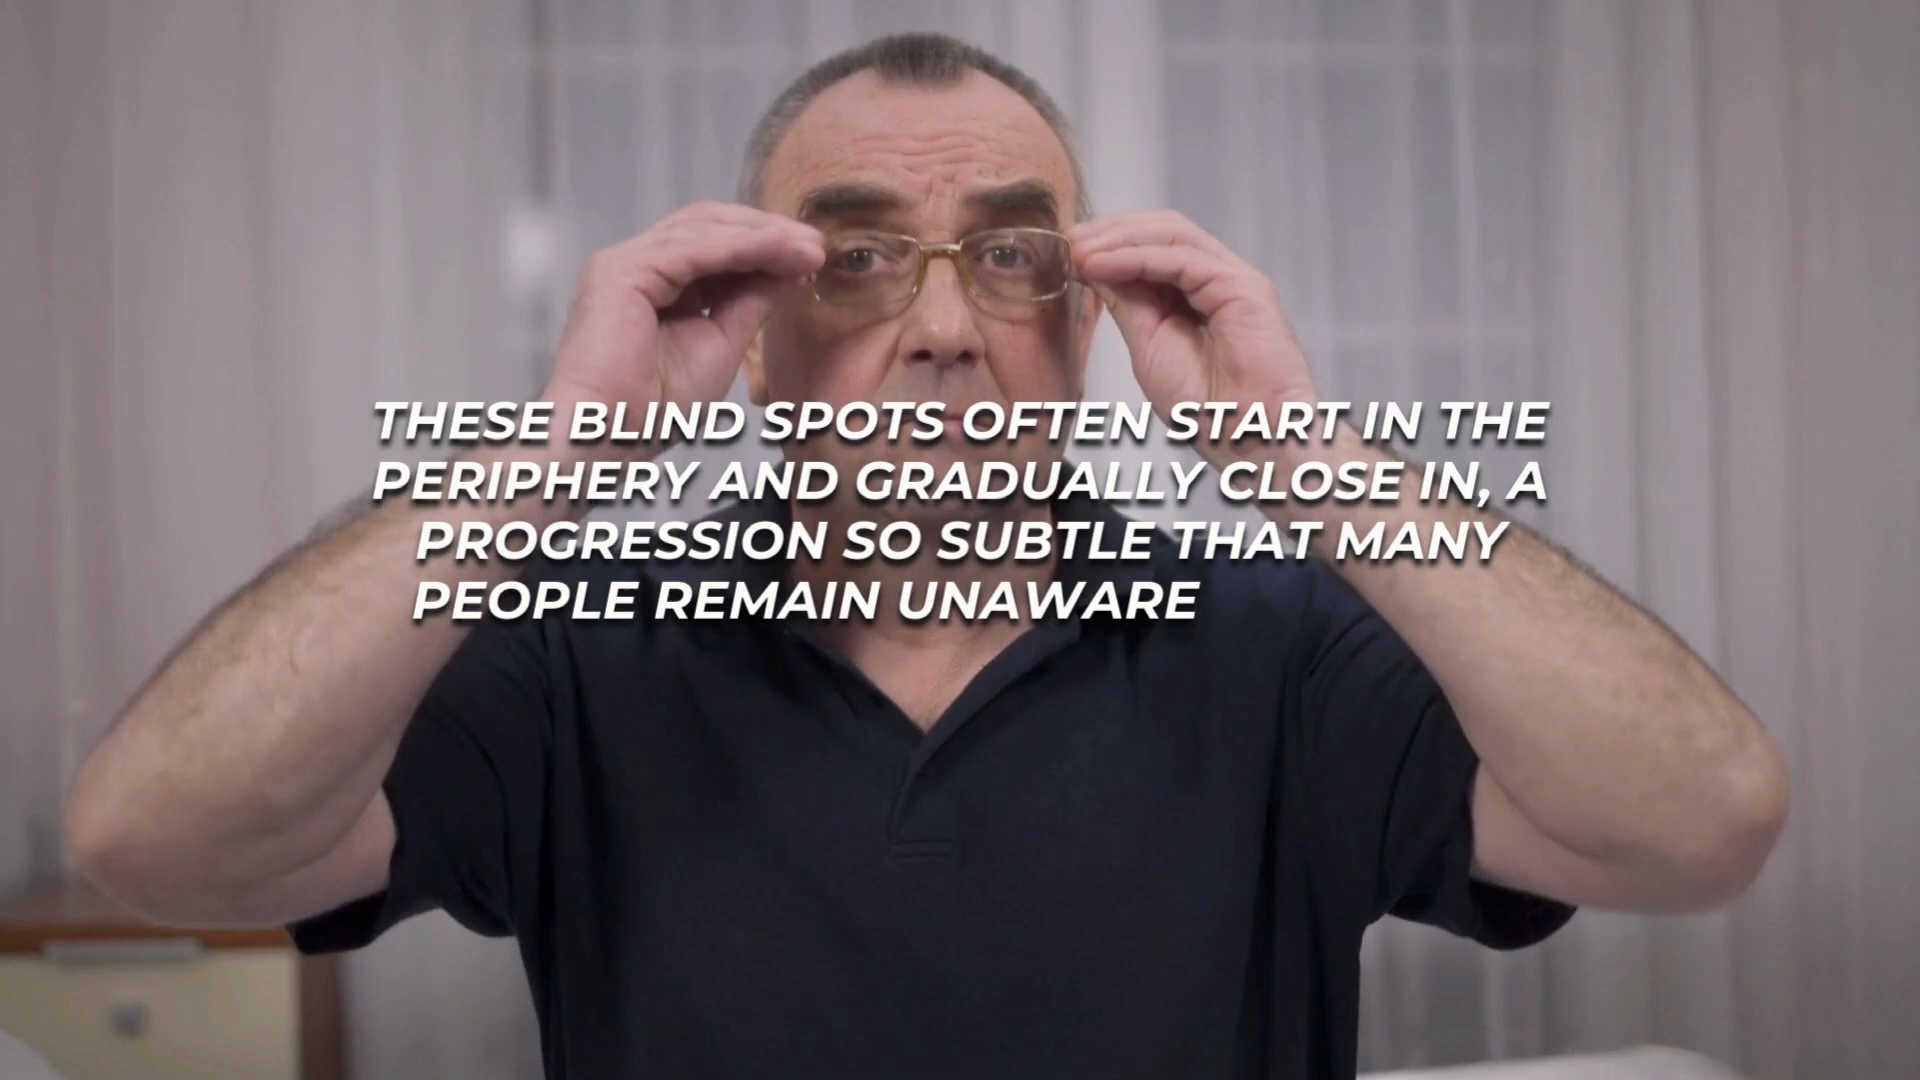 THESE BLIND SPOTS OFTEN START IN THE
PERIPHERY AND GRADUALLY CLOSE IN, A
PROGRESSION SO SUBTLE THAT MANY
PEOPLE REMAIN UNAWARE